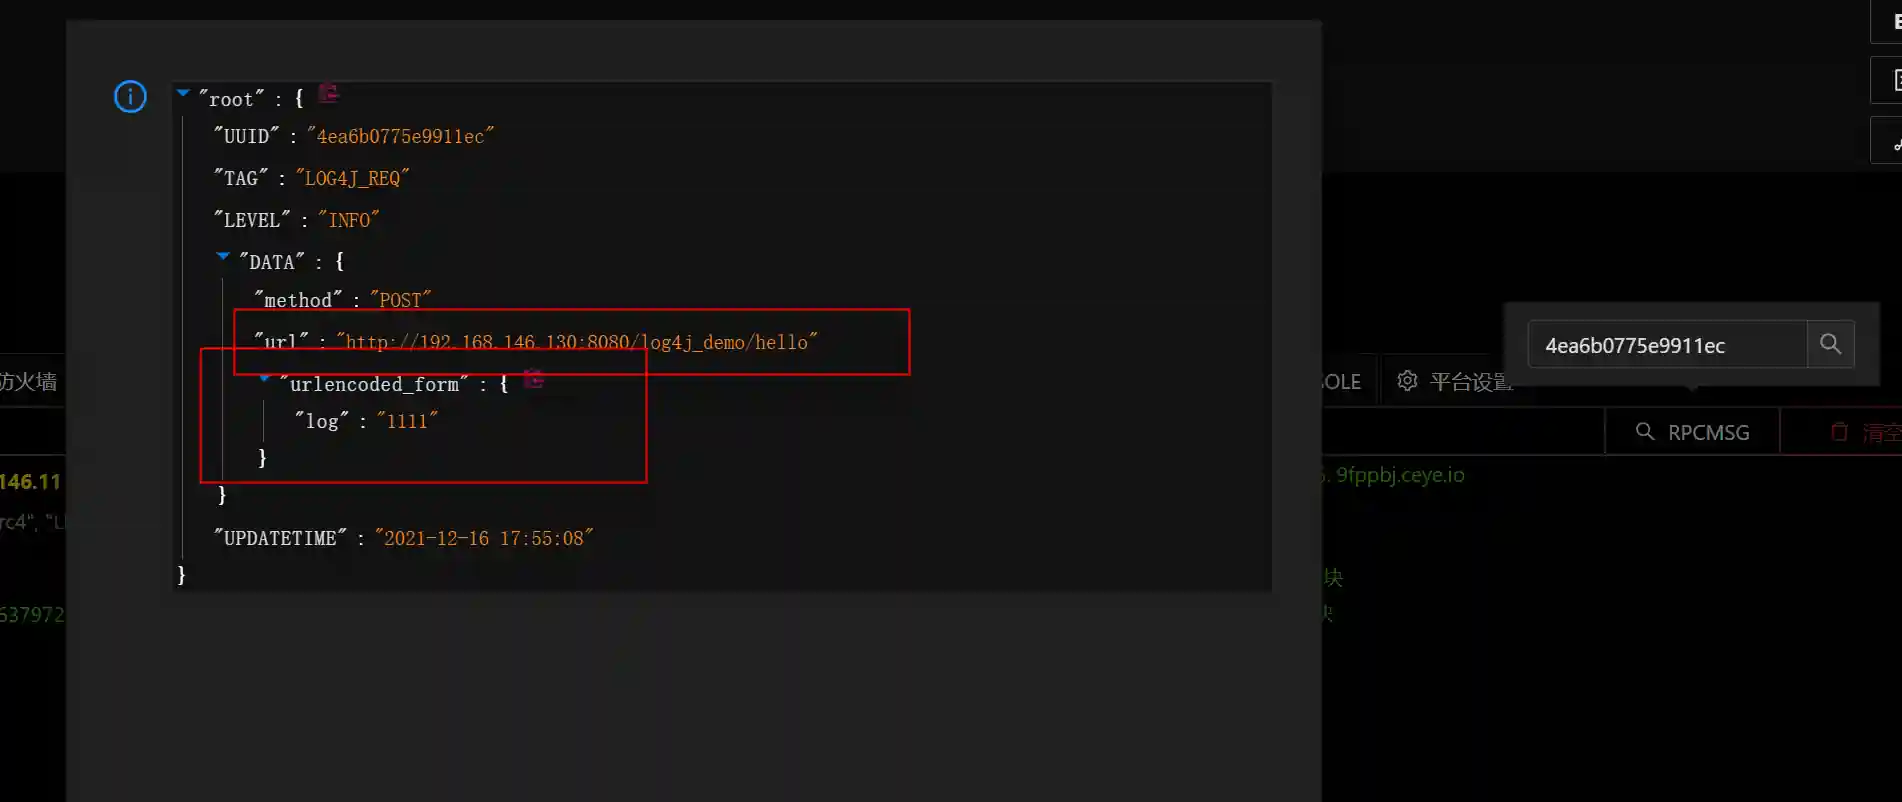 "root" : {
"UUID" : "4ea6b0775e9911ec"
"TAG" : "LOG4J_REQ"
"LEVEL" : "INFO"
"DATA" : {
"method" : "POST"
"url" : "http://192.168.146.130:8080/log4j_demo/hello"
"urlencoded_form" : {
"log" : "1111"
}
}
"UPDATETIME" : "2021-12-16 17:55:08"
}
4ea6b0775e9911ec
防火墙
OLE
平台设置
RPCMSG
清空
146.11
9fppbj.ceye.io
rc4", "L
块
块
637972